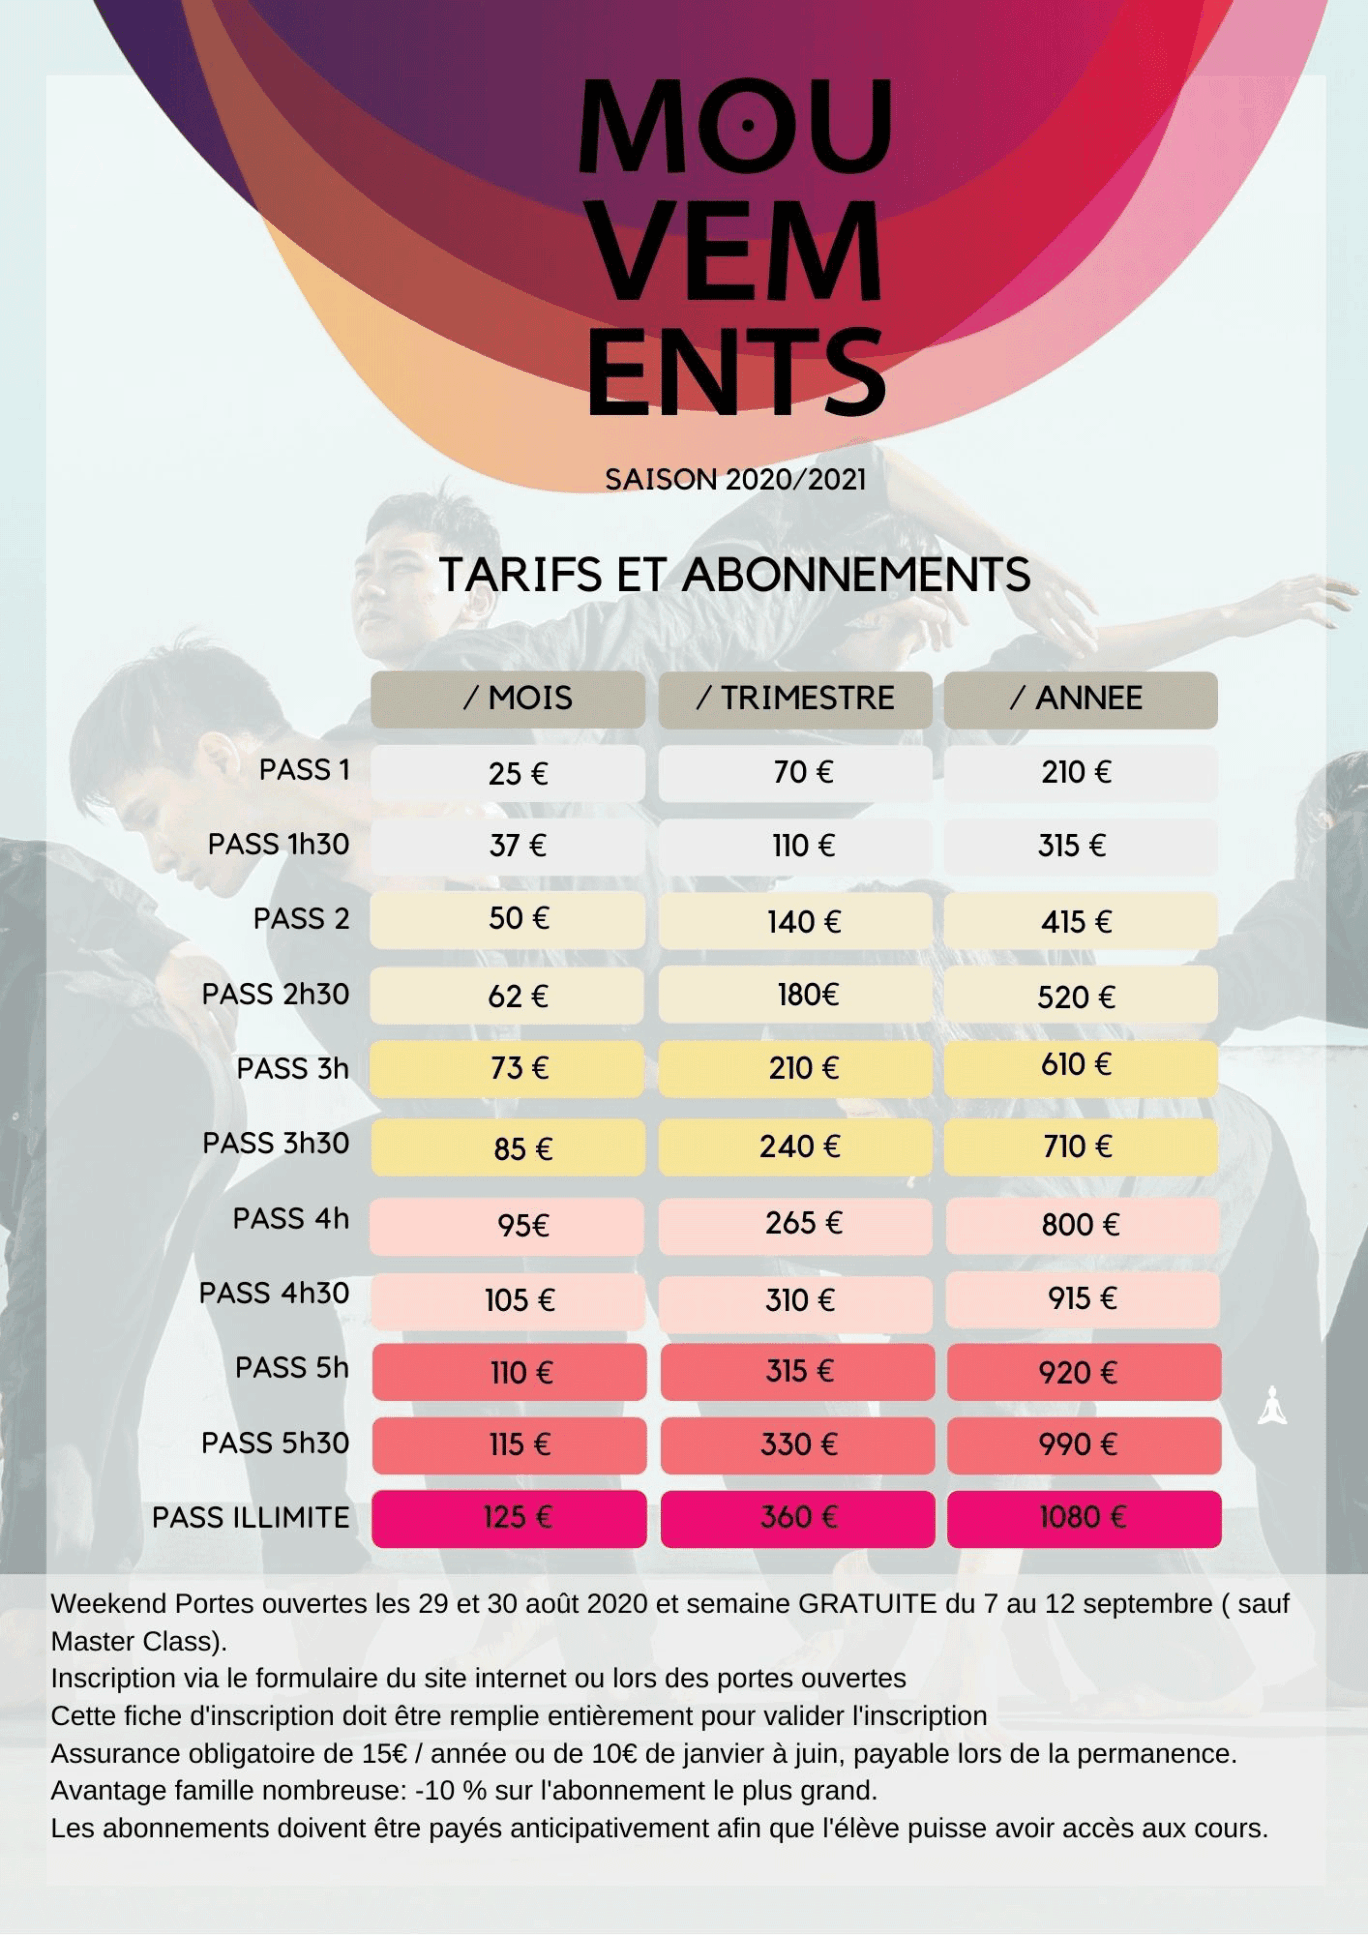 MOU
VEM
ENTS
SAISON 2020/2021
TARIFS ET ABONNEMENTS
/ MOIS / TRIMESTRE / ANNEE
PASS 1 25 € 70 € 210 €
PASS 1h30 37 € 110 € 315 €
PASS 2 50 € 140 € 415 €
PASS 2h30 62 € 180€ 520 €
PASS 3h 73 € 210 € 610 €
PASS 3h30 85 € 240 € 710 €
PASS 4h 95€ 265 € 800 €
PASS 4h30 105 € 310 € 915 €
PASS 5h 110 € 315 € 920 €
PASS 5h30 115 € 330 € 990 €
PASS ILLIMITE 125 € 360 € 1080 €
Weekend Portes ouvertes les 29 et 30 août 2020 et semaine GRATUITE du 7 au 12 septembre ( sauf
Master Class).
Inscription via le formulaire du site internet ou lors des portes ouvertes
Cette fiche d'inscription doit être remplie entièrement pour valider l'inscription
Assurance obligatoire de 15€ / année ou de 10€ de janvier à juin, payable lors de la permanence.
Avantage famille nombreuse: -10 % sur l'abonnement le plus grand.
Les abonnements doivent être payés anticipativement afin que l'élève puisse avoir accès aux cours.